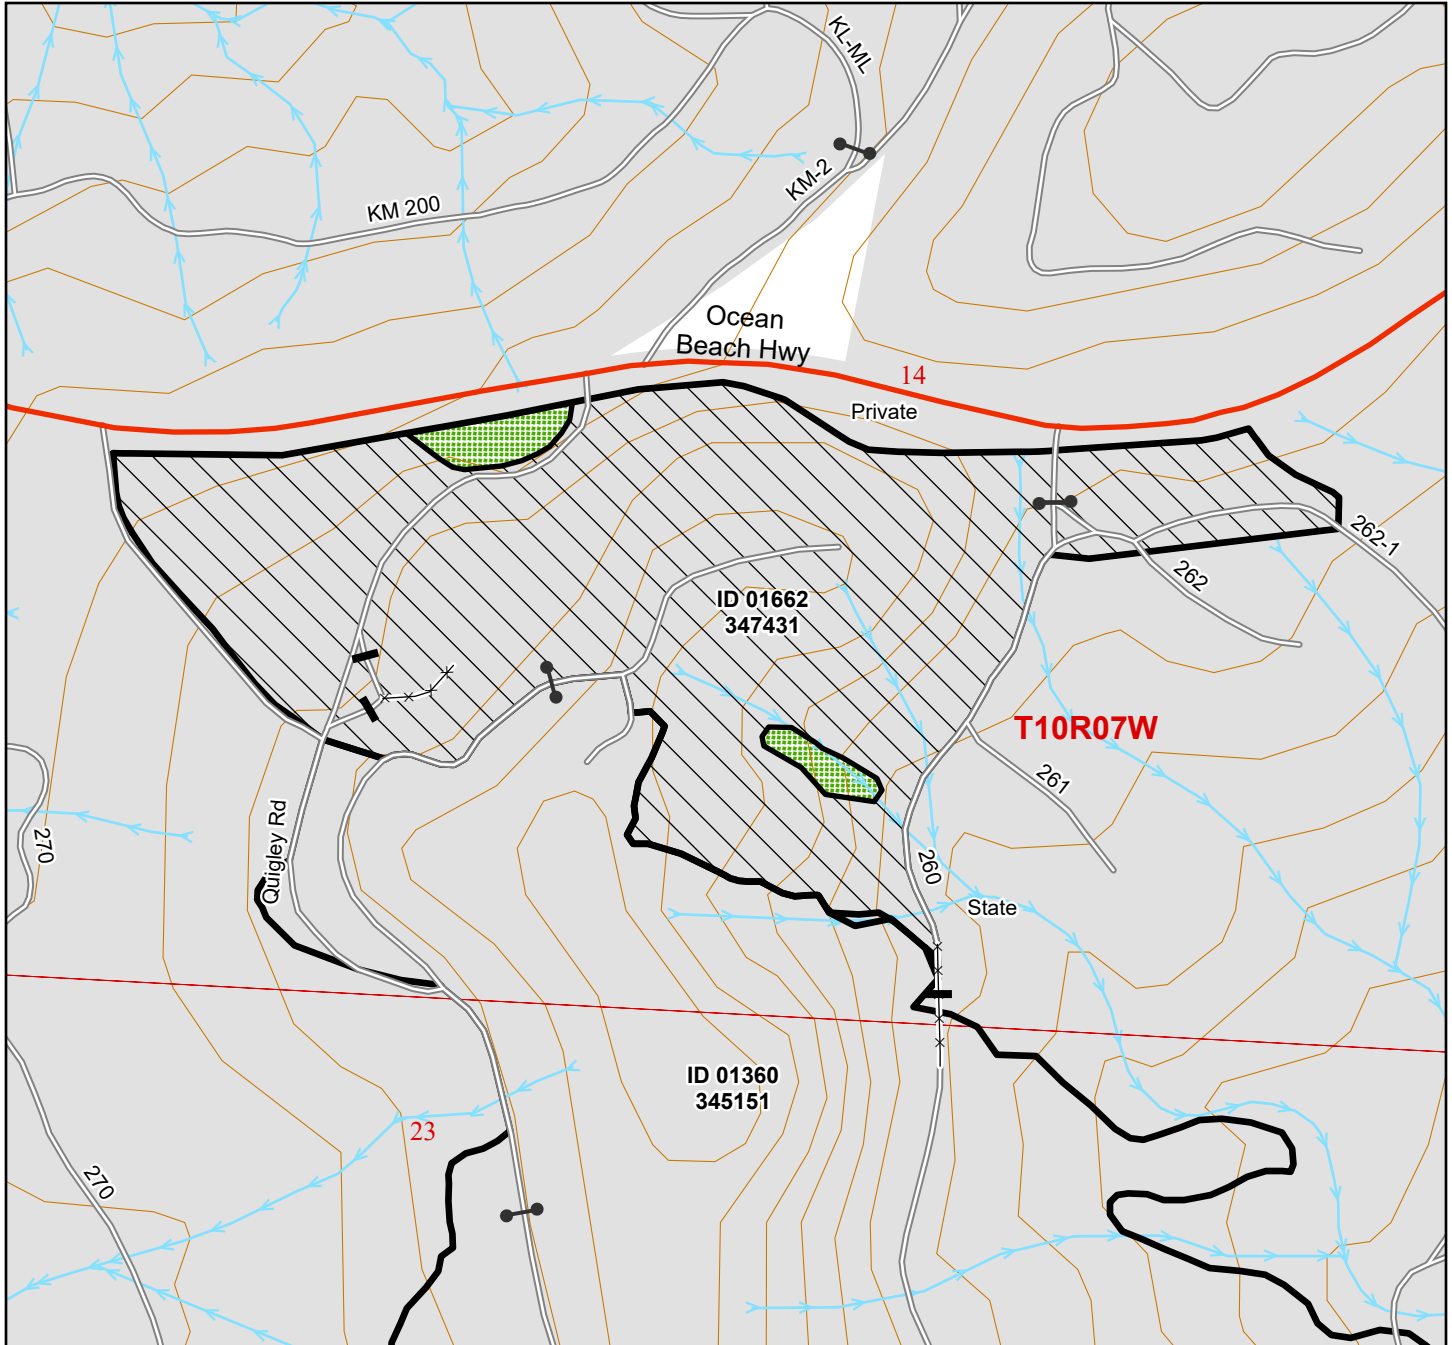 KL-ML
KM-2
KM 200
Ocean
Beach Hwy
14
Private
262-1
262
ID 01662
347431
T10R07W
261
Quigley Rd
270
260
State
ID 01360
345151
23
270